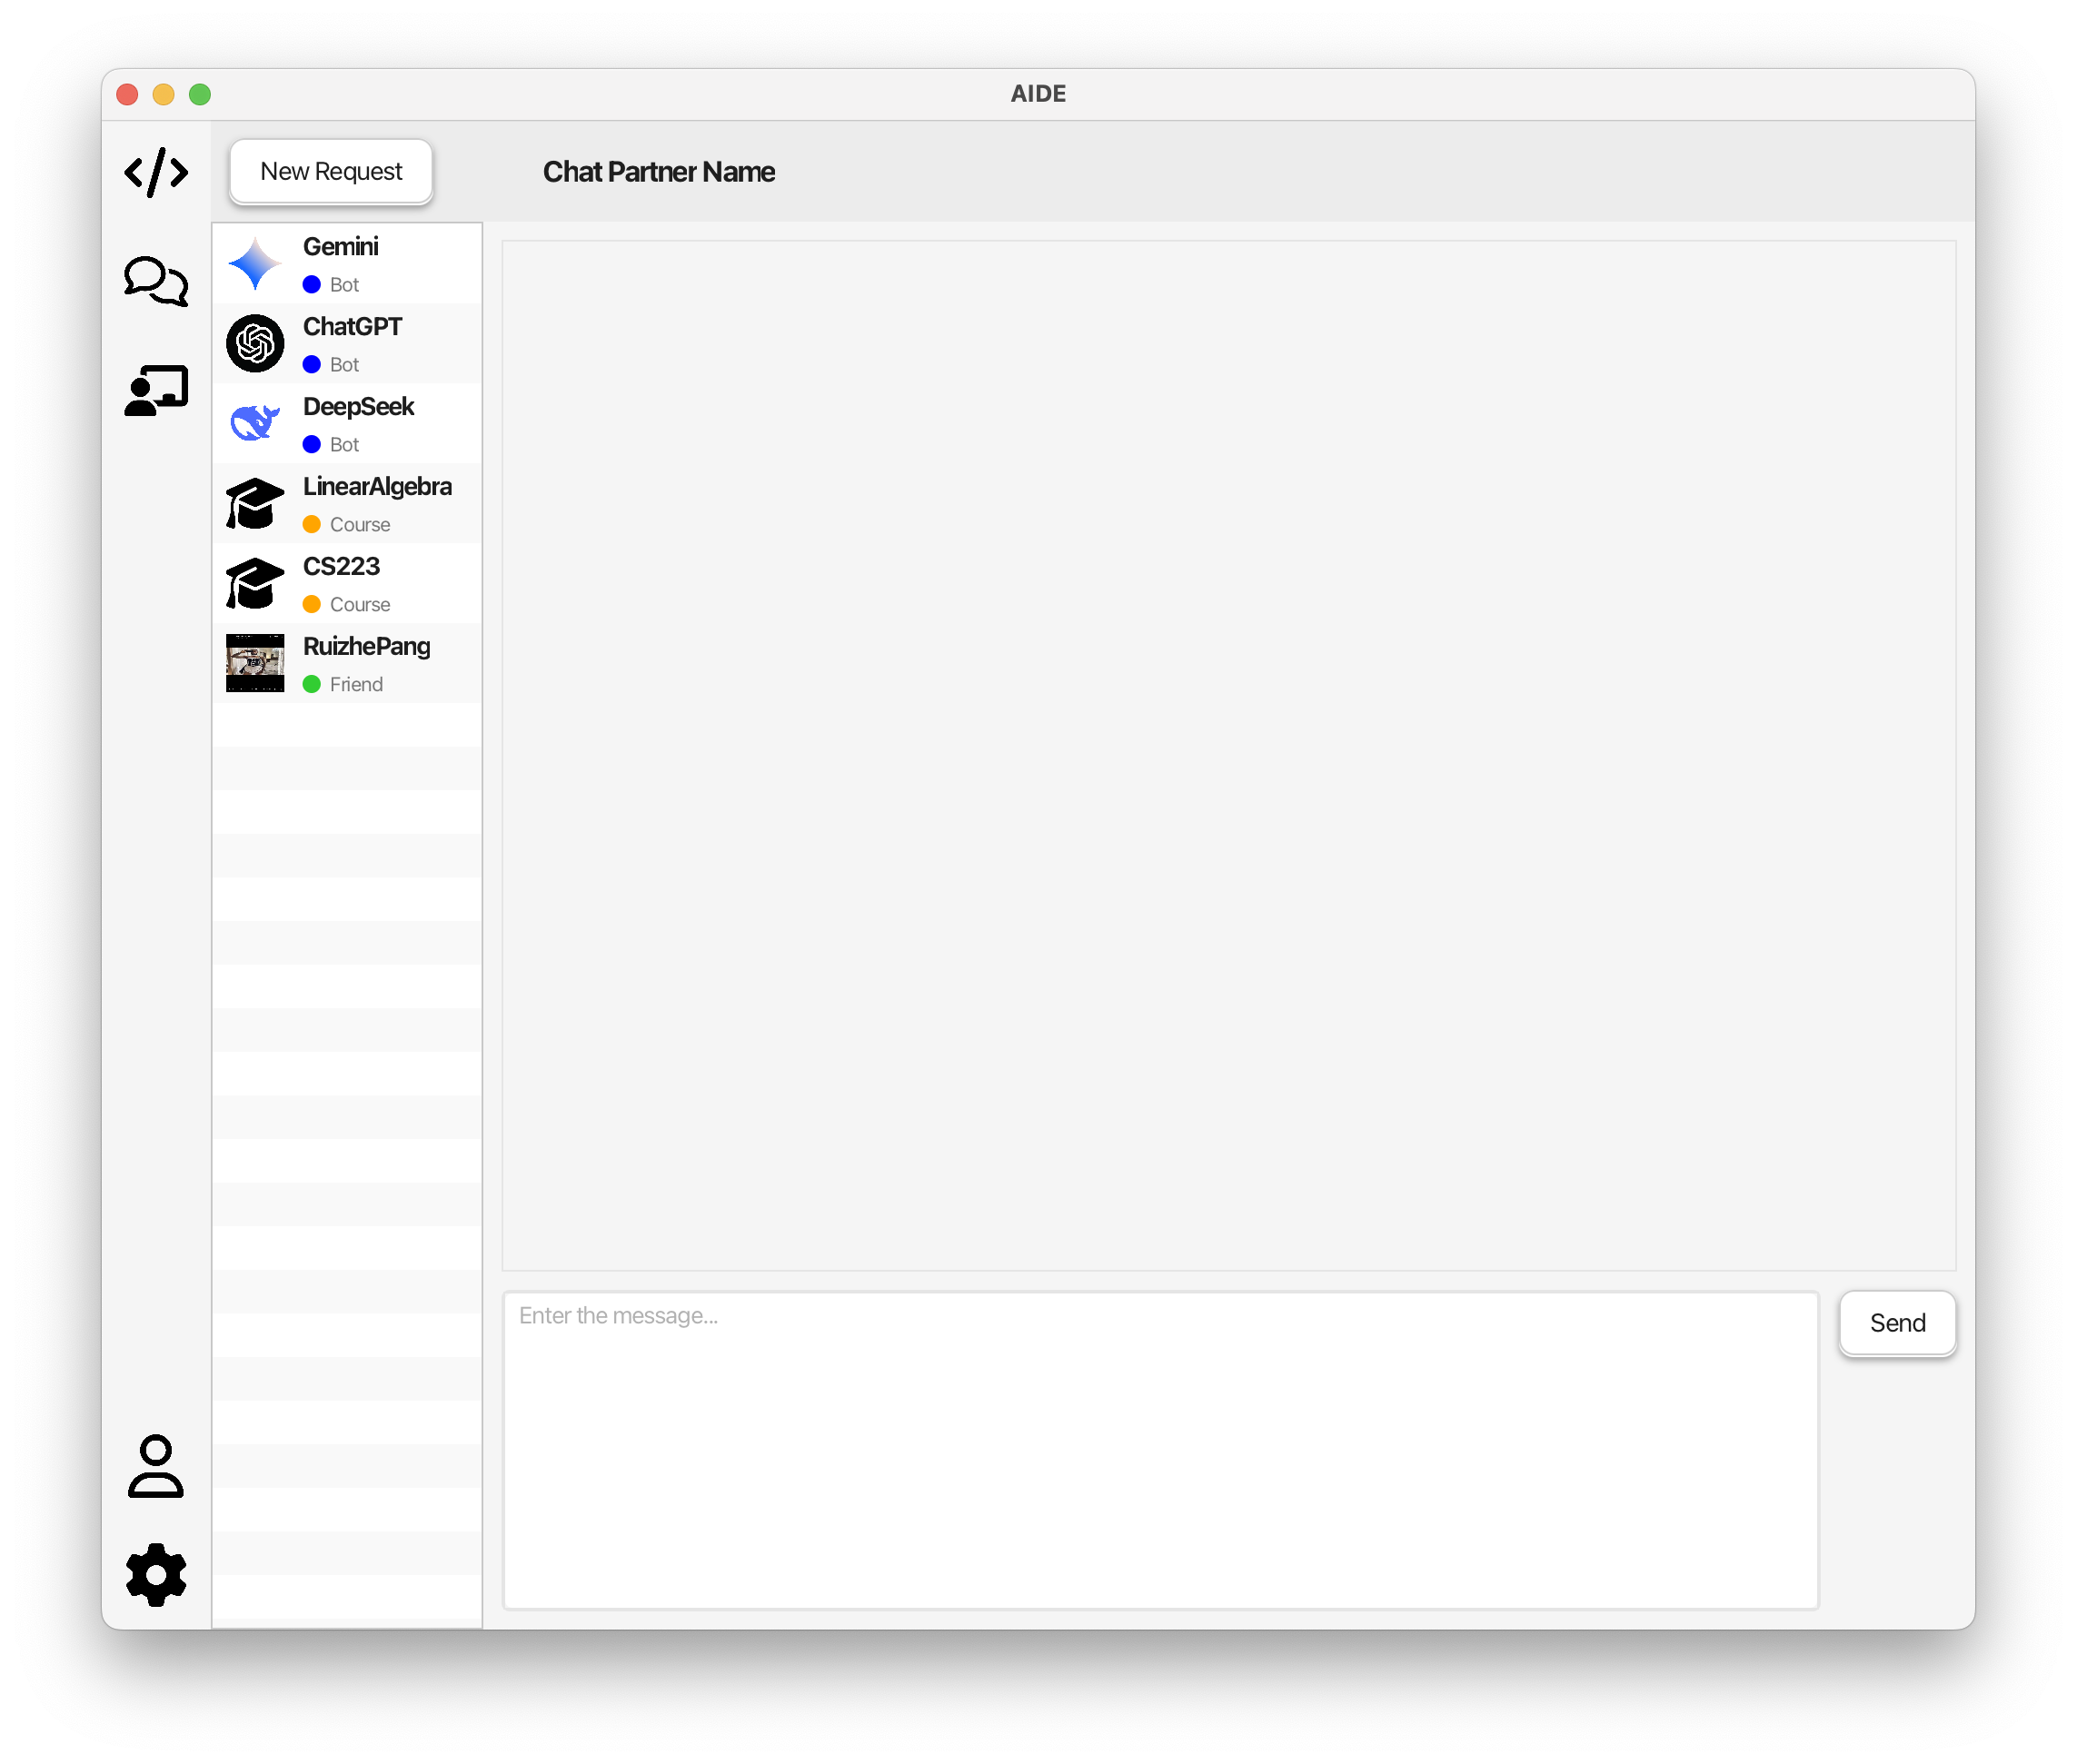 AIDE
New Request
Chat Partner Name
Gemini
Bot
ChatGPT
Bot
DeepSeek
Bot
LinearAlgebra
Course
CS223
Course
RuizhePang
Friend
Enter the message...
Send